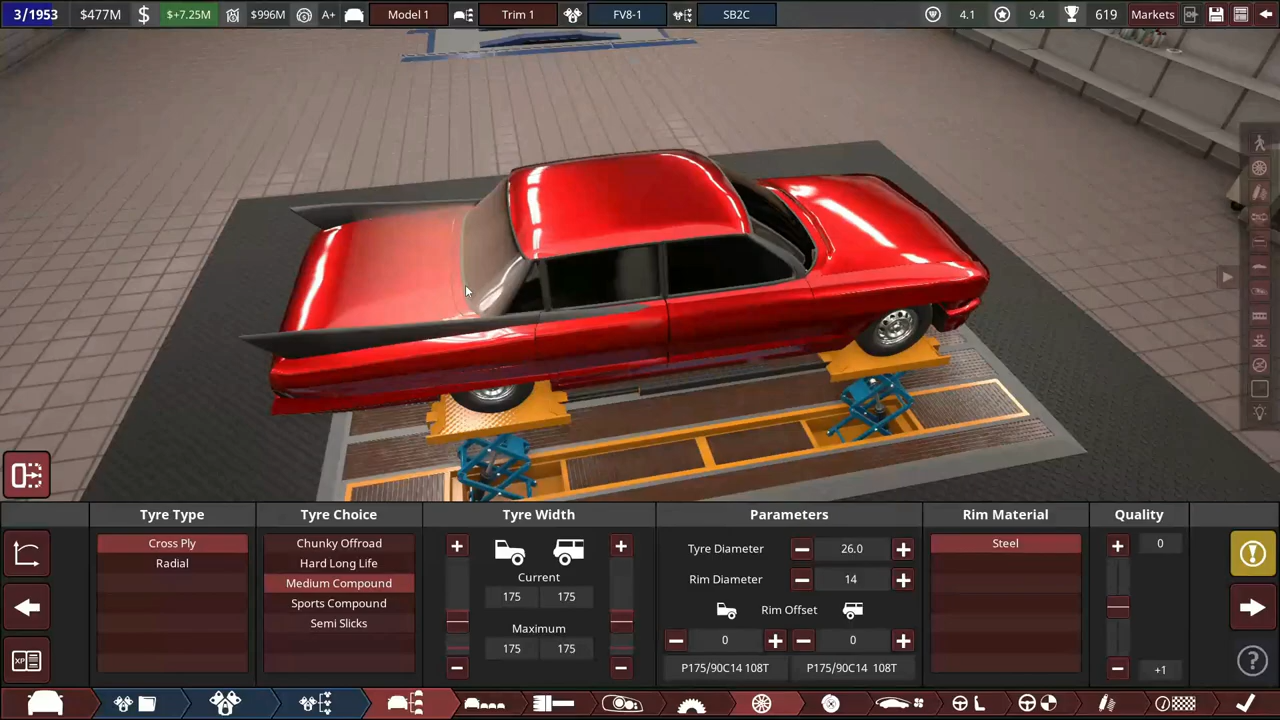 3/1953 $477M $ $+7.25M $996M A+ Model 1 Trim 1 FV8-1 SB2C 4.1 9.4 619 Markets
Tyre Type
Cross Ply
Radial
Tyre Choice
Chunky Offroad
Hard Long Life
Medium Compound
Sports Compound
Semi Slicks
Tyre Width
Current
175 175
Maximum
175 175
Parameters
Tyre Diameter 26.0
Rim Diameter 14
Rim Offset
0 0
P175/90C14 108T P175/90C14 108T
Rim Material
Steel
Quality
0
+1
XP